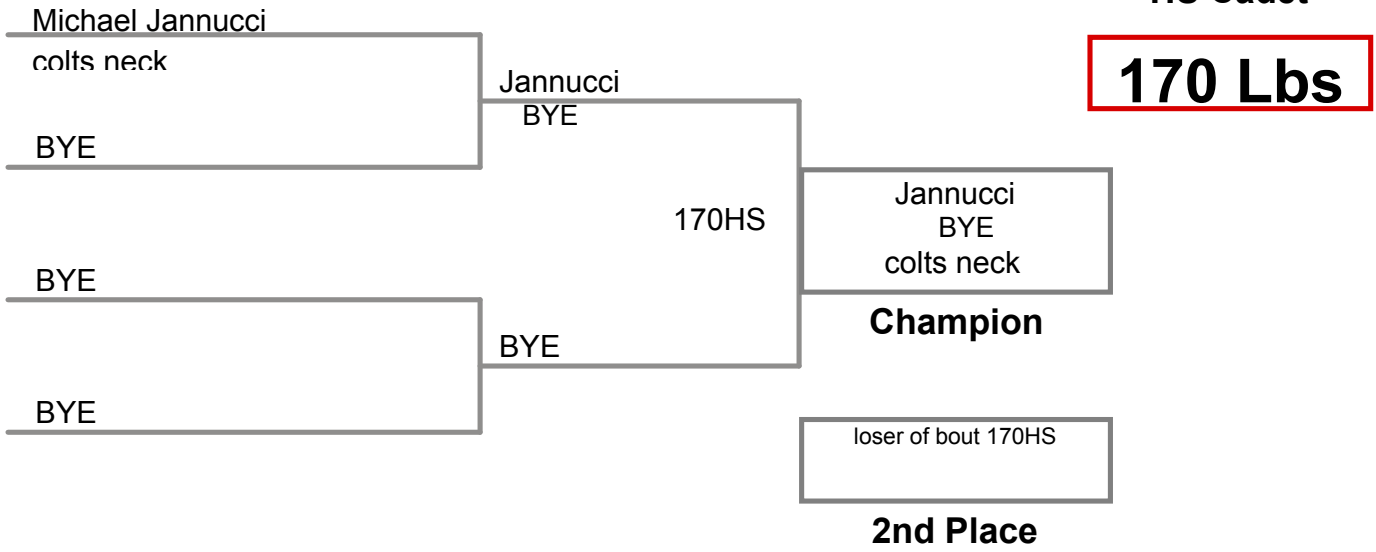 Michael Jannucci
colts neck
BYE
BYE
BYE
Jannucci
BYE
BYE
170HS
170 Lbs
Jannucci
BYE
colts neck
Champion
loser of bout 170HS
2nd Place